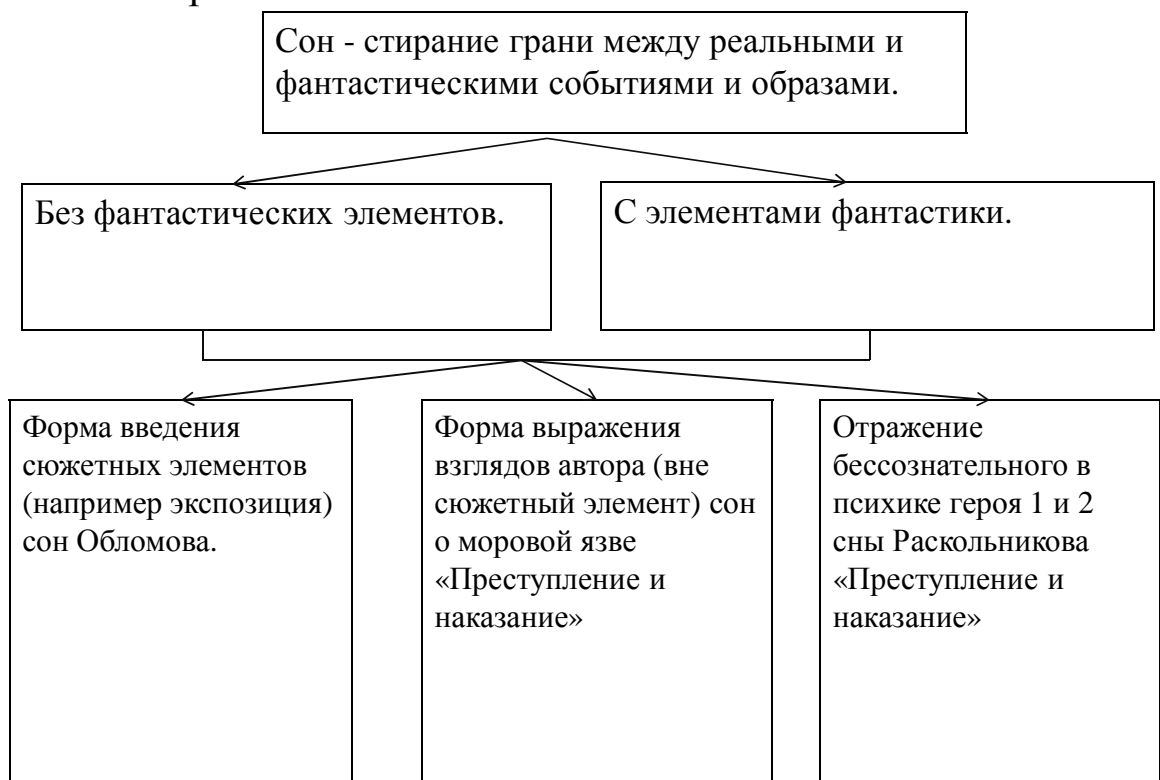 Сон - стирание грани между реальными и
фантастическими событиями и образами.
Без фантастических элементов.
С элементами фантастики.
Форма введения
сюжетных элементов
(например экспозиция)
сон Обломова.
Форма выражения
взглядов автора (вне
сюжетный элемент) сон
о моровой язве
«Преступление и
наказание»
Отражение
бессознательного в
психике героя 1 и 2
сны Раскольникова
«Преступление и
наказание»